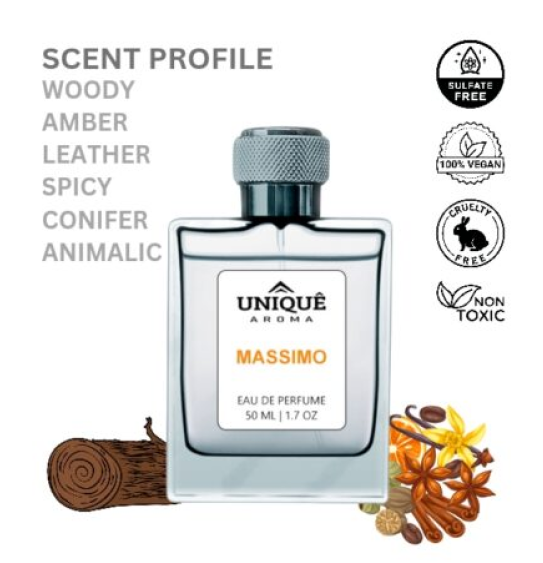 SCENT PROFILE
WOODY
AMBER
LEATHER
SPICY
CONIFER
ANIMALIC
SULFATE
FREE
100% VEGAN
CRUELTY
FREE
NON
TOXIC
UNIQUÊ
AROMA
MASSIMO
EAU DE PERFUME
50 ML | 1.7 OZ